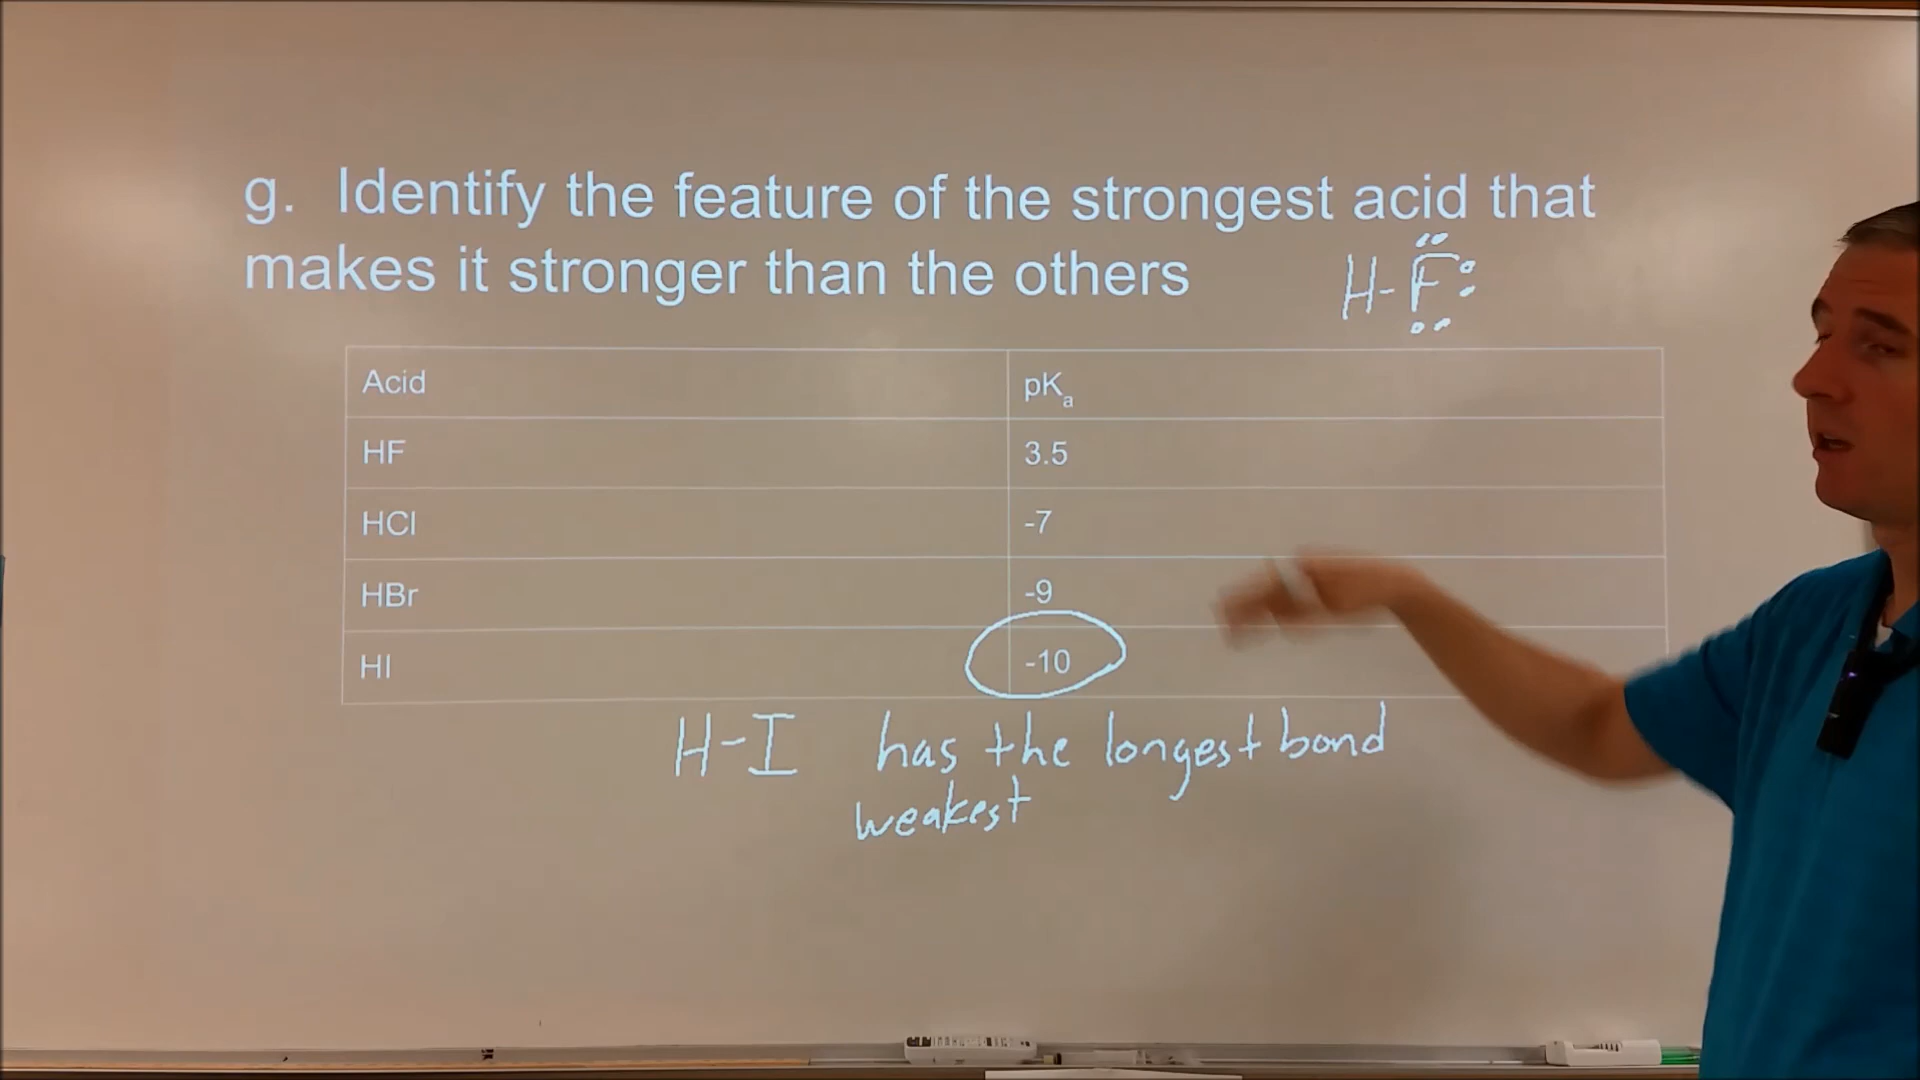 g. Identify the feature of the strongest acid that
makes it stronger than the others
H-F
Acid pKa
HF 3.5
HCl -7
HBr -9
HI -10
H-I has the longest bond
weakest